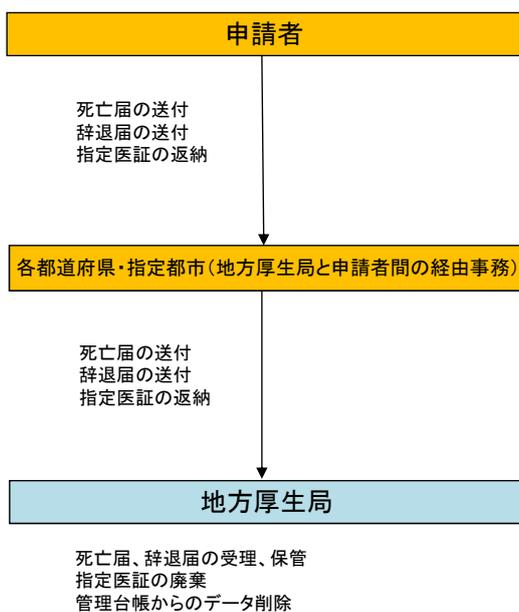 申請者
死亡届の送付
辞退届の送付
指定医証の返納
各都道府県・指定都市(地方厚生局と申請者間の経由事務)
死亡届の送付
辞退届の送付
指定医証の返納
地方厚生局
死亡届、辞退届の受理、保管
指定医証の廃棄
管理台帳からのデータ削除